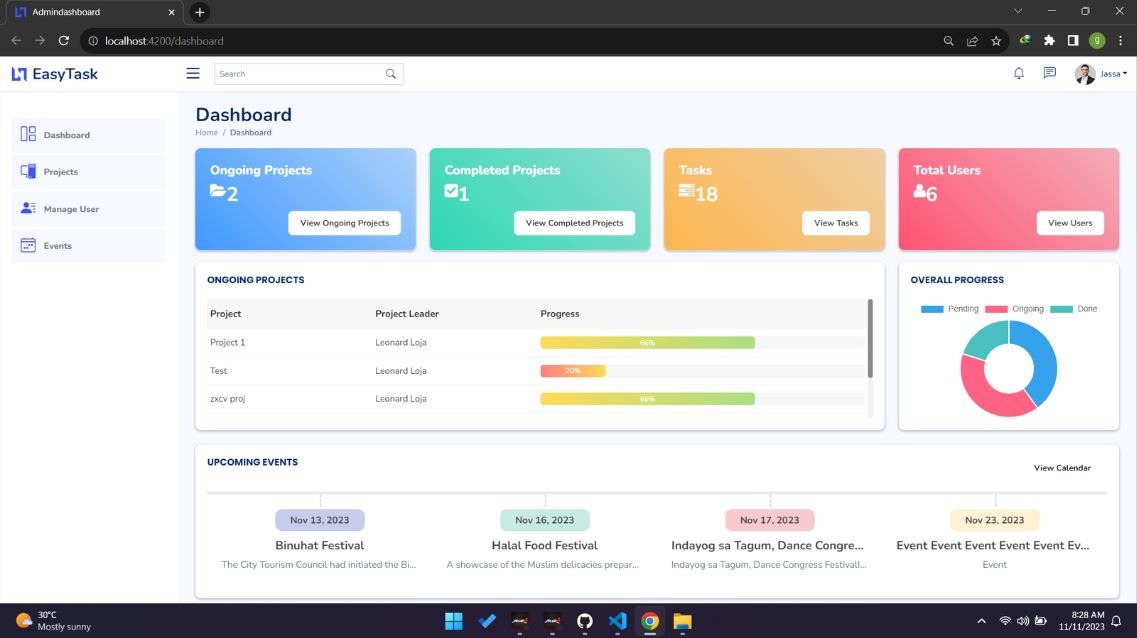 Admindashboard
localhost:4200/dashboard
g
EasyTask
Search
Jassa
Dashboard
Projects
Manage User
Events
Dashboard
Home / Dashboard
Ongoing Projects
2
View Ongoing Projects
Completed Projects
1
View Completed Projects
Tasks
18
View Tasks
Total Users
6
View Users
ONGOING PROJECTS
Project Project Leader Progress
Project 1 Leonard Loja 66%
Test Leonard Loja 20%
zxcv proj Leonard Loja 66%
OVERALL PROGRESS
Pending Ongoing Done
UPCOMING EVENTS
View Calendar
Nov 13, 2023
Binuhat Festival
The City Tourism Council had initiated the Bi...
Nov 16, 2023
Halal Food Festival
A showcase of the Muslim delicacies prepar...
Nov 17, 2023
Indayog sa Tagum, Dance Congre...
Indayog sa Tagum, Dance Congress Festivall...
Nov 23, 2023
Event Event Event Event Event Ev...
Event
30°C
Mostly sunny
8:28 AM
11/11/2023